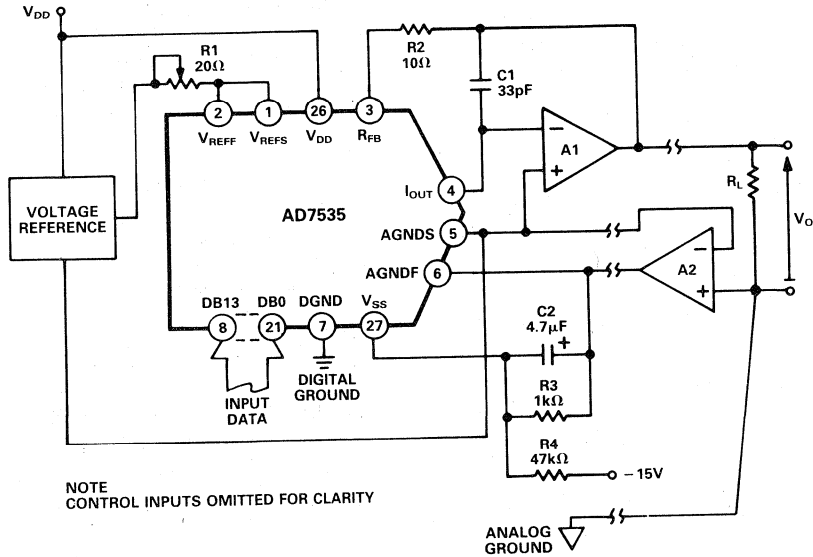 VDD
R1
20Ω
R2
10Ω
C1
33pF
2
1
26
3
VREFF
VREFS
VDD
RFB
A1
−
+
IOUT
4
RL
VO
VOLTAGE
REFERENCE
AD7535
AGNDS
5
AGNDF
6
A2
−
+
DB13
DB0
DGND
VSS
8
21
7
27
C2
4.7μF
+
DIGITAL
GROUND
INPUT
DATA
R3
1kΩ
R4
47kΩ
−15V
NOTE
CONTROL INPUTS OMITTED FOR CLARITY
ANALOG
GROUND